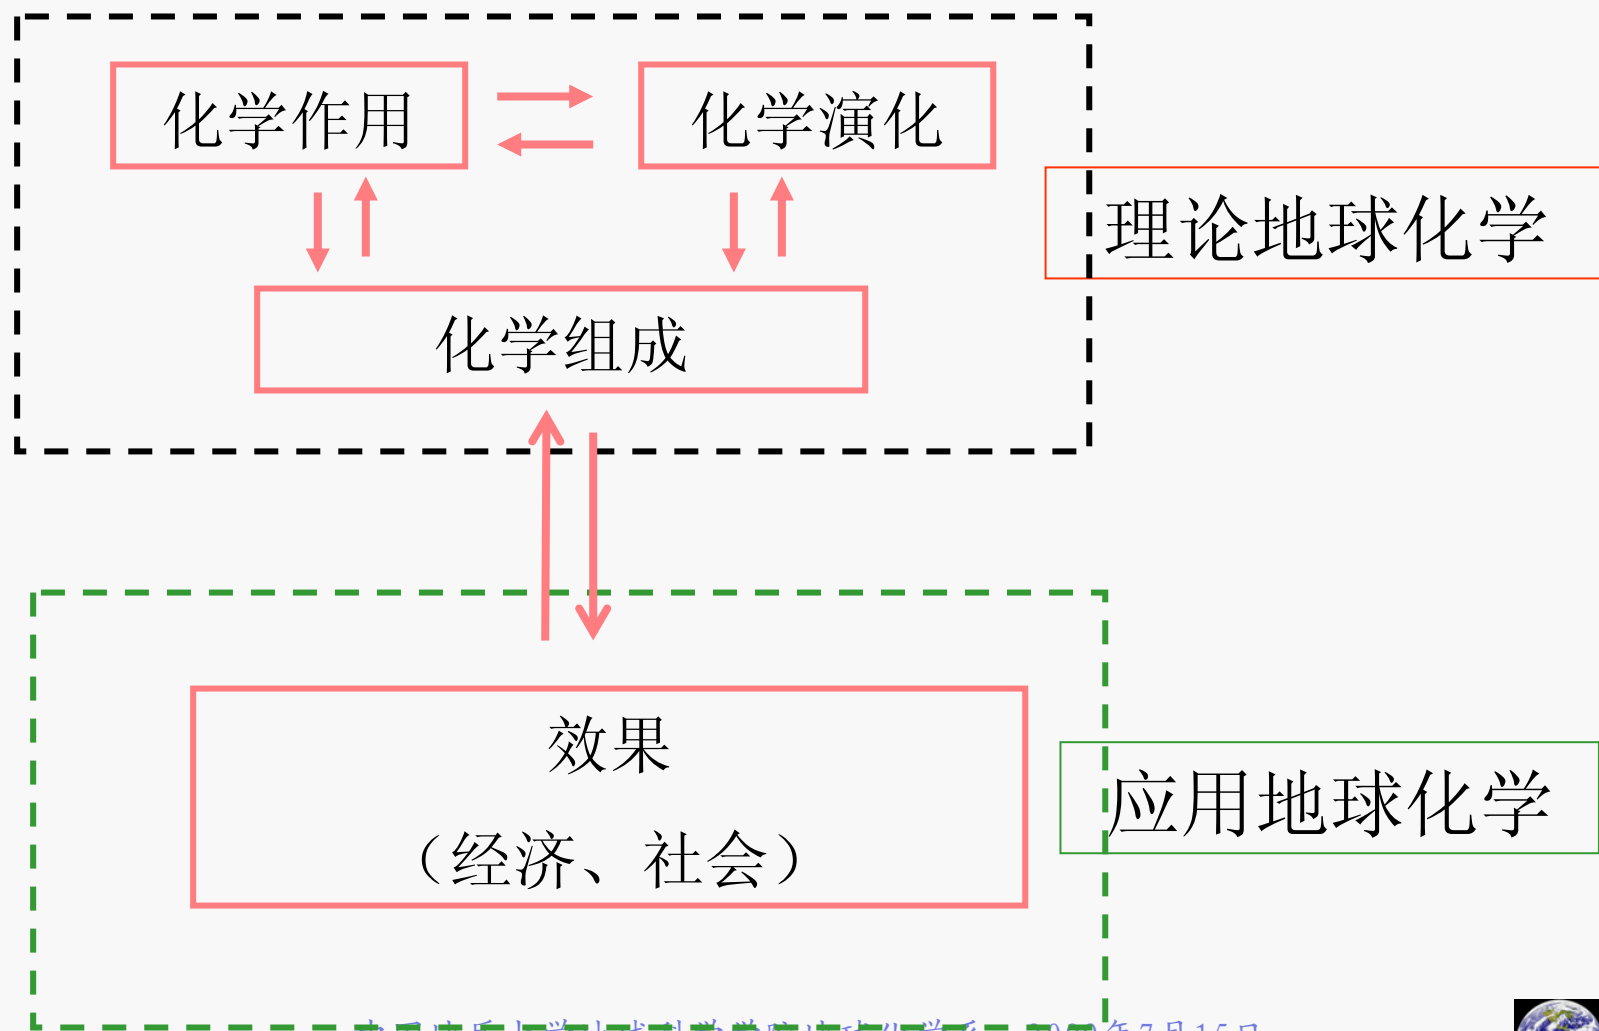 化学作用
化学演化
理论地球化学
化学组成
效果
（经济、社会）
应用地球化学